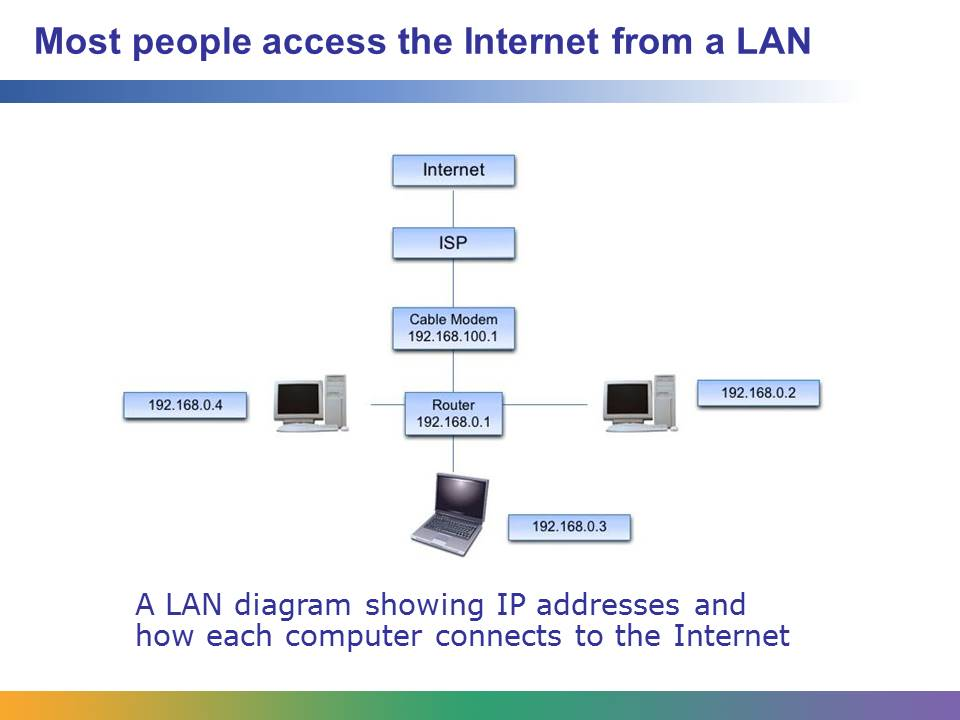 Most people access the Internet from a LAN
Internet
ISP
Cable Modem
192.168.100.1
192.168.0.4
Router
192.168.0.1
192.168.0.2
192.168.0.3
A LAN diagram showing IP addresses and
how each computer connects to the Internet